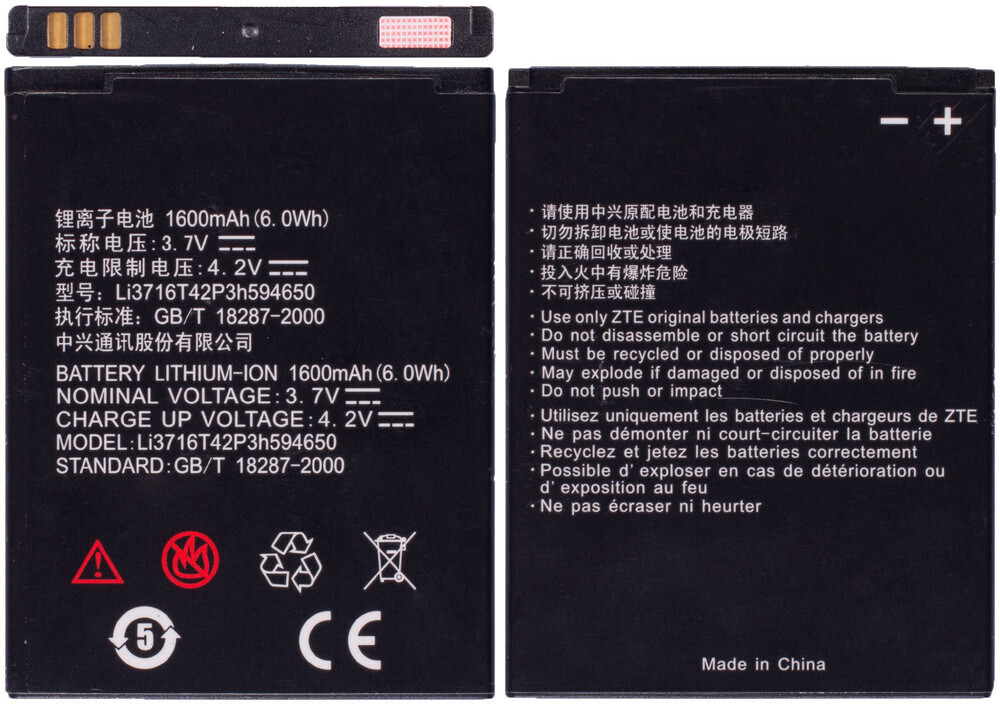 锂离子电池 1600mAh(6.0Wh)
标称电压:3.7V
充电限制电压:4.2V
型号: Li3716T42P3h594650
执行标准: GB/T 18287-2000
中兴通讯股份有限公司
BATTERY LITHIUM-ION 1600mAh(6.0Wh)
NOMINAL VOLTAGE:3.7V
CHARGE UP VOLTAGE:4.2V
MODEL:Li3716T42P3h594650
STANDARD:GB/T 18287-2000
5
CE
− +
· 请使用中兴原配电池和充电器
· 切勿拆卸电池或使电池的电极短路
· 请正确回收或处理
· 投入火中有爆炸危险
· 不可挤压或碰撞
· Use only ZTE original batteries and chargers
· Do not disassemble or short circuit the battery
· Must be recycled or disposed of properly
· May explode if damaged or disposed of in fire
· Do not push or impact
· Utilisez uniquement les batteries et chargeurs de ZTE
· Ne pas démonter ni court-circuiter la batterie
· Recyclez et jetez les batteries correctement
· Possible d' exploser en cas de détérioration ou
d' exposition au feu
· Ne pas écraser ni heurter
Made in China